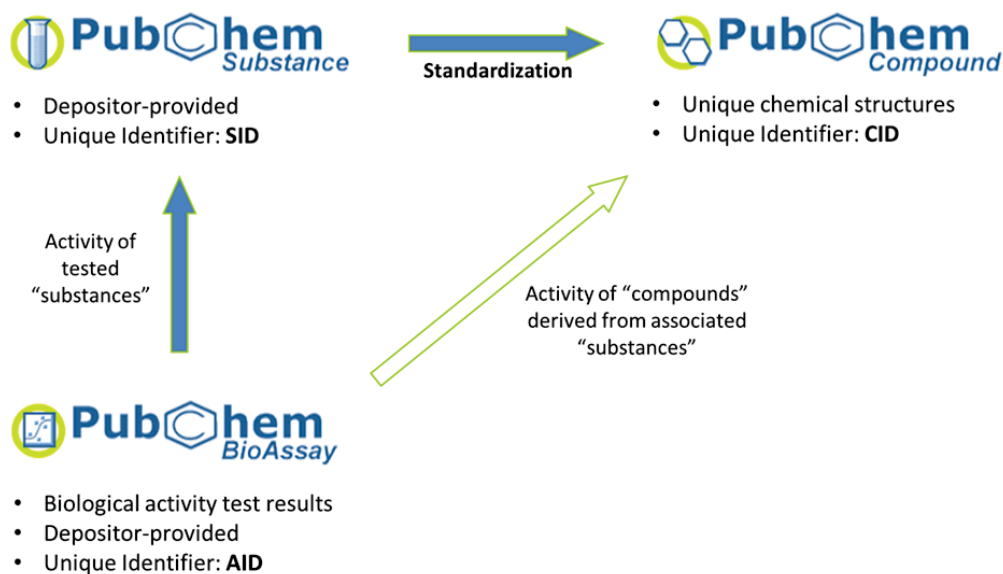 PubChem
Substance
Standardization
PubChem
Compound
• Depositor-provided
• Unique Identifier: SID
• Unique chemical structures
• Unique Identifier: CID
Activity of
tested
“substances”
Activity of “compounds”
derived from associated
“substances”
PubChem
BioAssay
• Biological activity test results
• Depositor-provided
• Unique Identifier: AID